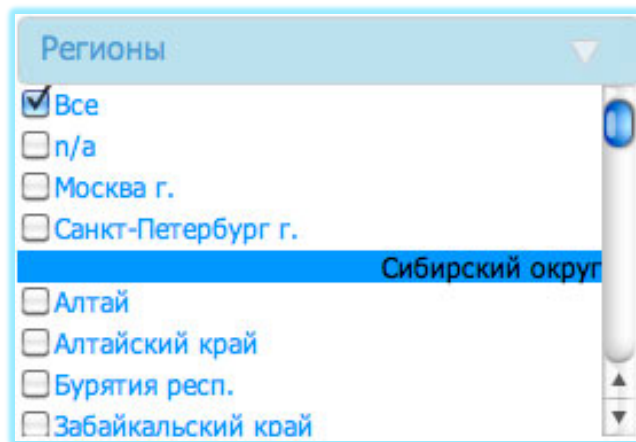 Регионы
Все
n/a
Москва г.
Санкт-Петербург г.
Сибирский округ
Алтай
Алтайский край
Бурятия респ.
Забайкальский край